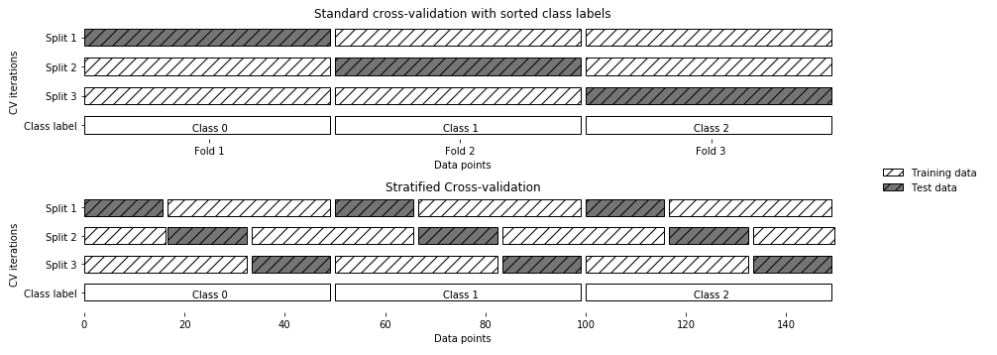 Standard cross-validation with sorted class labels
CV iterations
Split 1
Split 2
Split 3
Class label
Class 0 Class 1 Class 2
Fold 1 Fold 2 Fold 3
Data points
Training data
Test data
Stratified Cross-validation
CV iterations
Split 1
Split 2
Split 3
Class label
Class 0 Class 1 Class 2
0 20 40 60 80 100 120 140
Data points